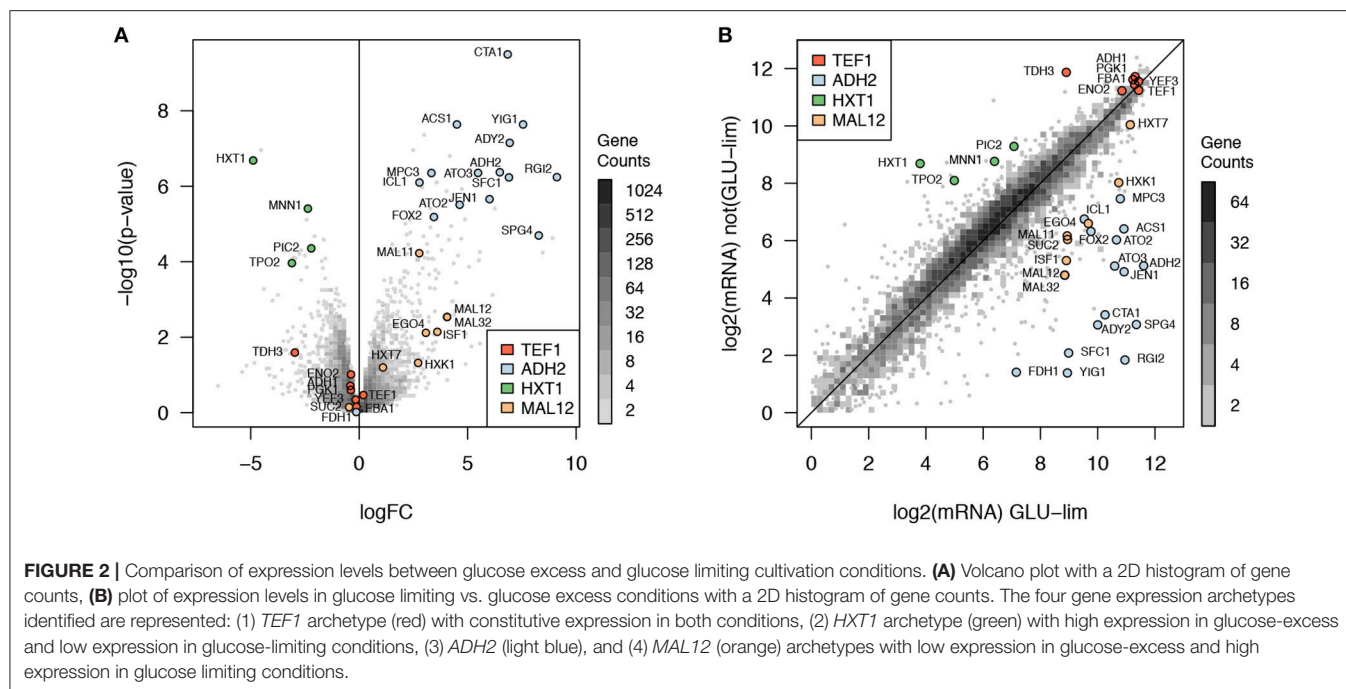 A
CTA1
ACS1
YIG1
ADY2
HXT1
MPC3
ADH2
RGI2
ICL1
ATO3
SFC1
MNN1
ATO2
JEN1
FOX2
SPG4
PIC2
TPO2
MAL11
MAL12
MAL32
EGO4
ISF1
TDH3
HXT7
HXK1
ENO2
ADH1
PGK1
YEF3
TEF1
SUC2
FBA1
FDH1
TEF1
ADH2
HXT1
MAL12
0
2
4
6
8
−log10(p−value)
−5
0
5
10
logFC
Gene
Counts
1024
512
256
128
64
32
16
8
4
2
B
TEF1
ADH2
HXT1
MAL12
ADH1
PGK1
FBA1
YEF3
TDH3
ENO2
TEF1
HXT7
PIC2
MNN1
HXT1
TPO2
HXK1
MPC3
ICL1
EGO4
ACS1
MAL11
FOX2
ATO2
SUC2
ISF1
ATO3
ADH2
MAL12
JEN1
MAL32
CTA1
ADY2
SPG4
SFC1
RGI2
FDH1
YIG1
0
2
4
6
8
10
12
log2(mRNA) not(GLU−lim)
0
2
4
6
8
10
12
log2(mRNA) GLU−lim
Gene
Counts
64
32
16
8
4
2
FIGURE 2 | Comparison of expression levels between glucose excess and glucose limiting cultivation conditions. (A) Volcano plot with a 2D histogram of gene
counts, (B) plot of expression levels in glucose limiting vs. glucose excess conditions with a 2D histogram of gene counts. The four gene expression archetypes
identified are represented: (1) TEF1 archetype (red) with constitutive expression in both conditions, (2) HXT1 archetype (green) with high expression in glucose-excess
and low expression in glucose-limiting conditions, (3) ADH2 (light blue), and (4) MAL12 (orange) archetypes with low expression in glucose-excess and high
expression in glucose limiting conditions.